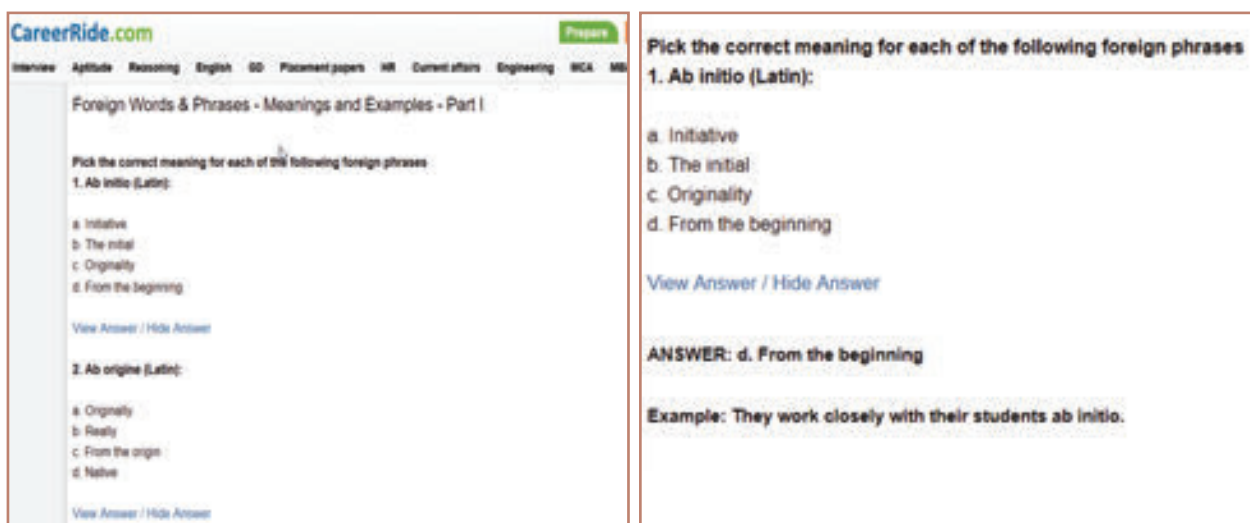 CareerRide.com
Prepare
Interview Aptitude Reasoning English GD Placement papers HR Current affairs Engineering MCA
Foreign Words & Phrases - Meanings and Examples - Part I
Pick the correct meaning for each of the following foreign phrases
1. Ab initio (Latin):
a. Initiative
b. The initial
c. Originality
d. From the beginning
View Answer / Hide Answer
2. Ab origine (Latin):
a. Originally
b. Really
c. From the origin
d. Native
View Answer / Hide Answer
Pick the correct meaning for each of the following foreign phrases
1. Ab initio (Latin):
a. Initiative
b. The initial
c. Originality
d. From the beginning
View Answer / Hide Answer
ANSWER: d. From the beginning
Example: They work closely with their students ab initio.